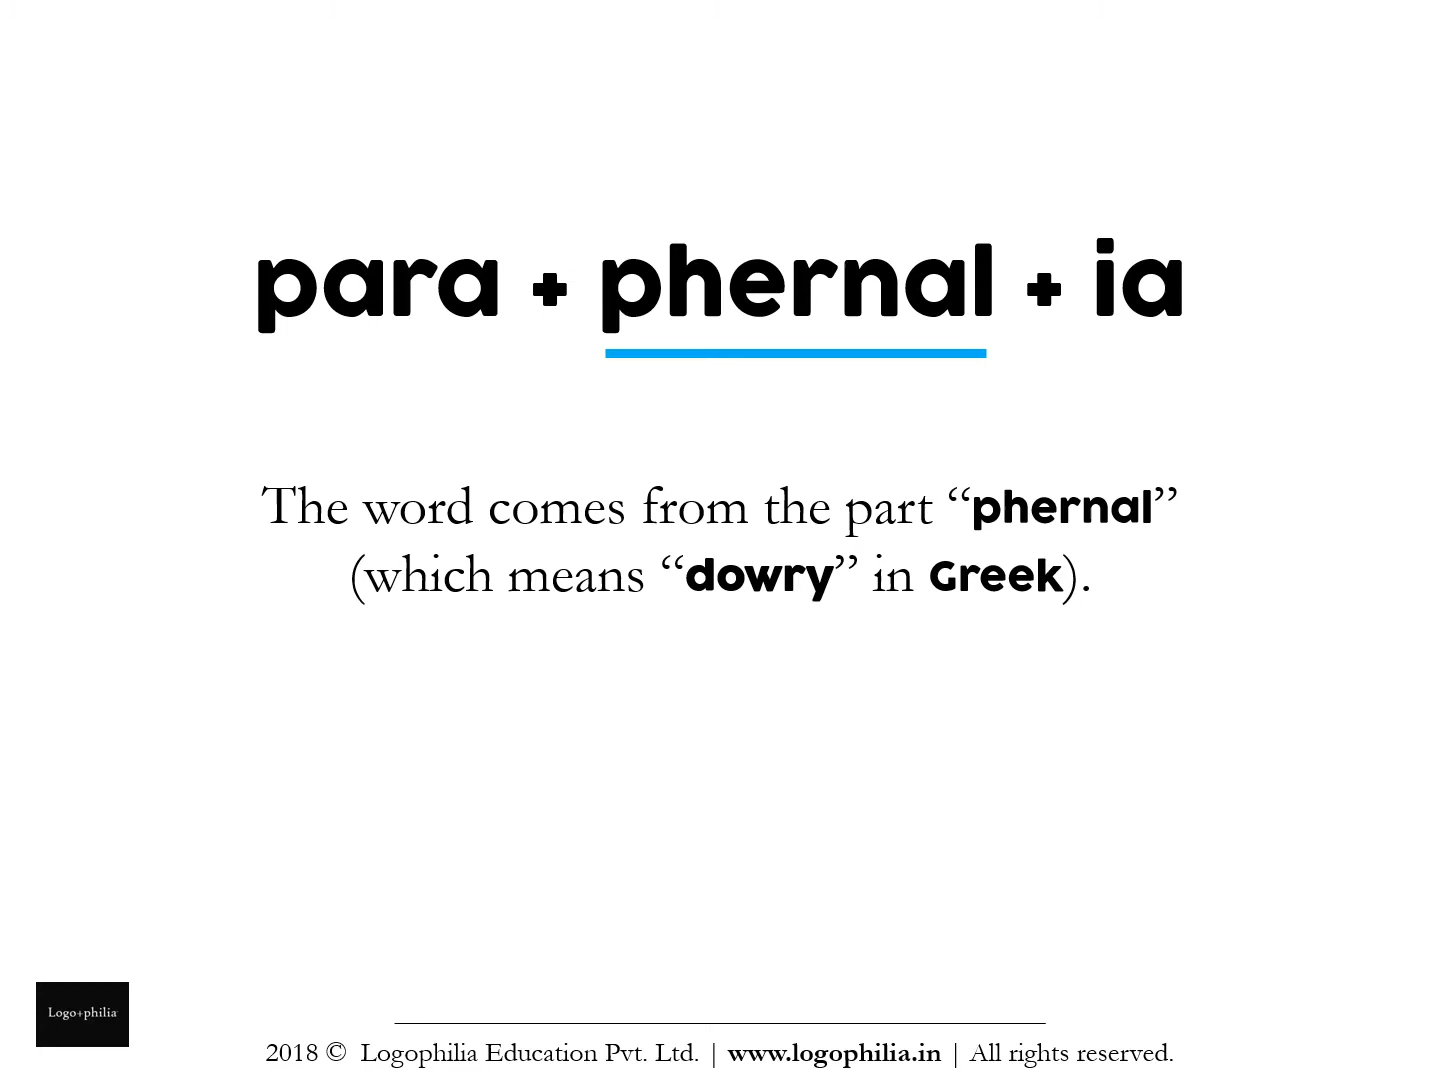 para + phernal + ia
The word comes from the part “phernal”
(which means “dowry” in Greek).
Logo+philia
2018 © Logophilia Education Pvt. Ltd. | www.logophilia.in | All rights reserved.